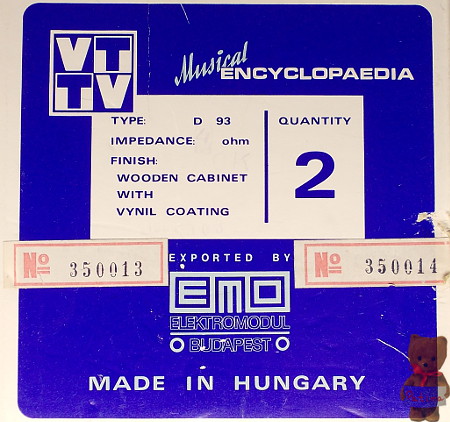 VT
TV
Musical
ENCYCLOPAEDIA
TYPE: D 93
IMPEDANCE: ohm
FINISH:
WOODEN CABINET
WITH
VYNIL COATING
QUANTITY
2
EXPORTED BY
No 350013
No 350014
EMO
ELEKTROMODUL
BUDAPEST
MADE IN HUNGARY